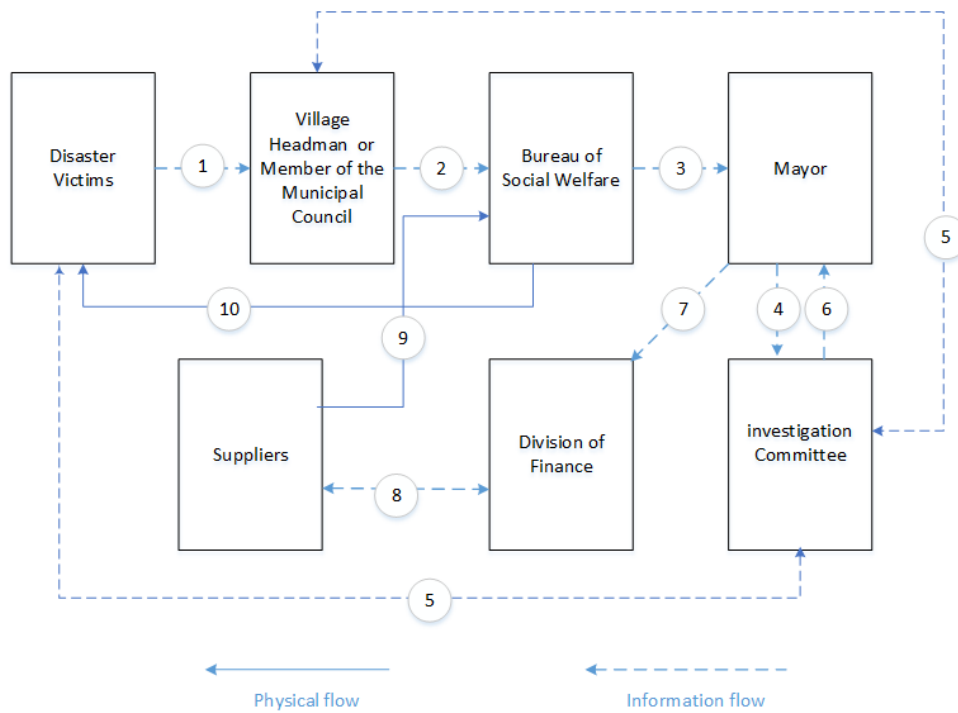 5
Disaster
Victims
1
Village
Headman or
Member of the
Municipal
Council
2
Bureau of
Social Welfare
3
Mayor
5
10
9
7
4
6
Suppliers
8
Division of
Finance
investigation
Committee
5
Physical flow
Information flow